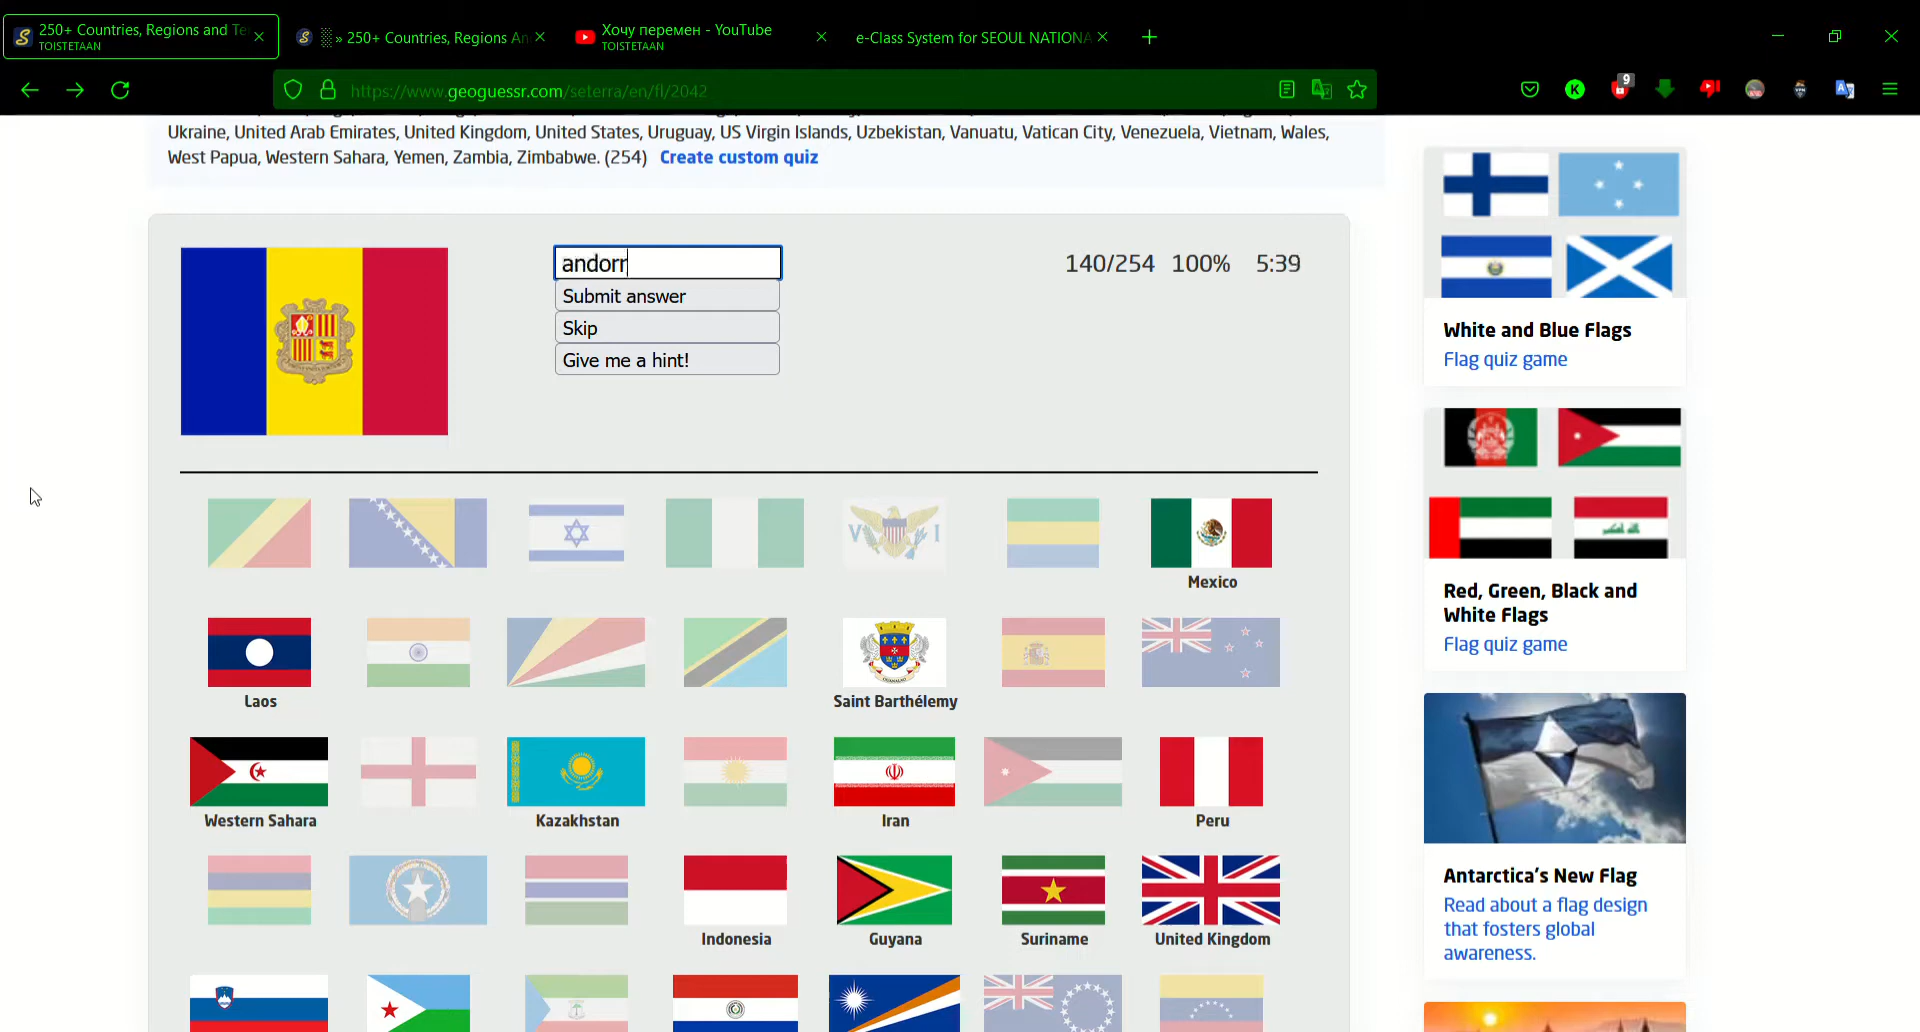 250+ Countries, Regions and Te
TOISTETAAN
» 250+ Countries, Regions An
Хочу перемен - YouTube
TOISTETAAN
e-Class System for SEOUL NATIONA
https://www.geoguessr.com/seterra/en/fl/2042
9
Ukraine, United Arab Emirates, United Kingdom, United States, Uruguay, US Virgin Islands, Uzbekistan, Vanuatu, Vatican City, Venezuela, Vietnam, Wales,
West Papua, Western Sahara, Yemen, Zambia, Zimbabwe. (254) Create custom quiz
andorr
140/254 100% 5:39
Submit answer
Skip
Give me a hint!
White and Blue Flags
Flag quiz game
V I
Mexico
Red, Green, Black and
White Flags
Flag quiz game
Laos
Saint Barthélemy
Western Sahara
Kazakhstan
Iran
Peru
Antarctica's New Flag
Read about a flag design
that fosters global
awareness.
Indonesia
Guyana
Suriname
United Kingdom